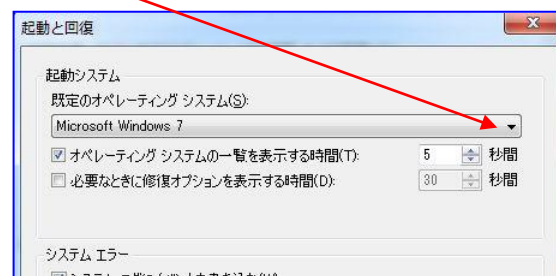 起動と回復
起動システム
既定のオペレーティング システム(S):
Microsoft Windows 7
オペレーティング システムの一覧を表示する時間(T): 5 秒間
必要なときに修復オプションを表示する時間(D): 30 秒間
システム エラー